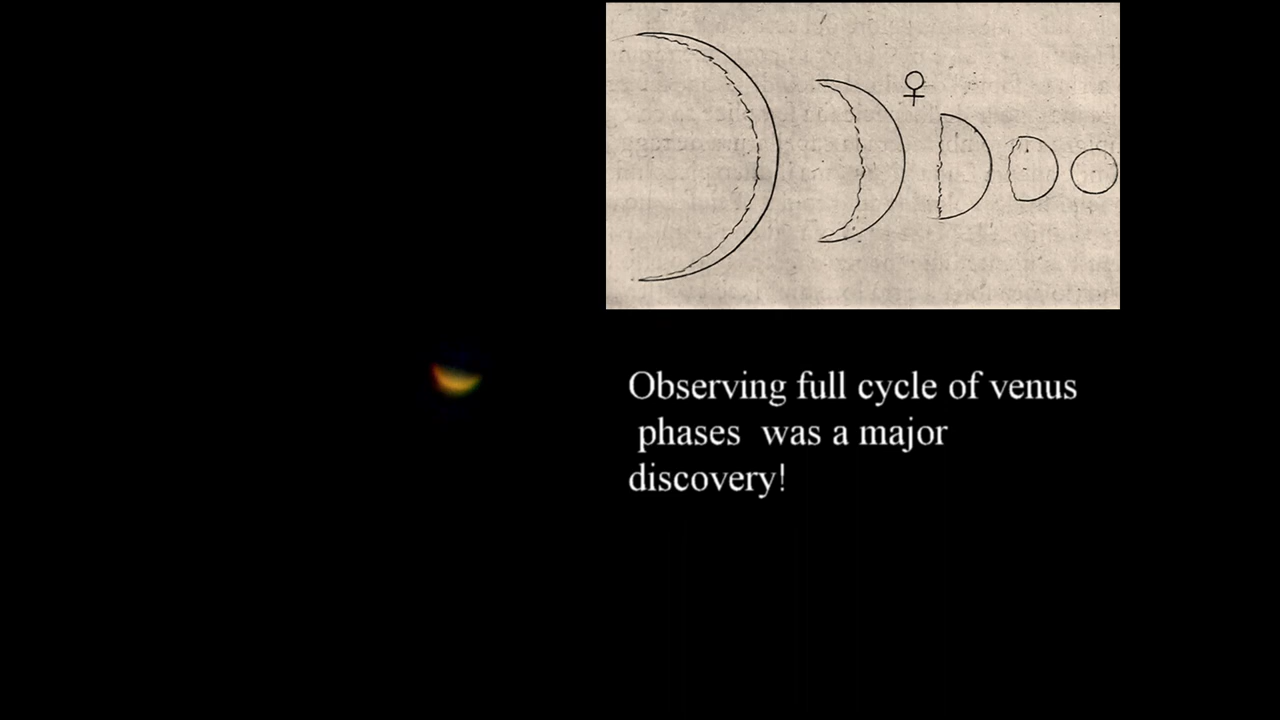 ♀
Observing full cycle of venus
phases  was a major
discovery!